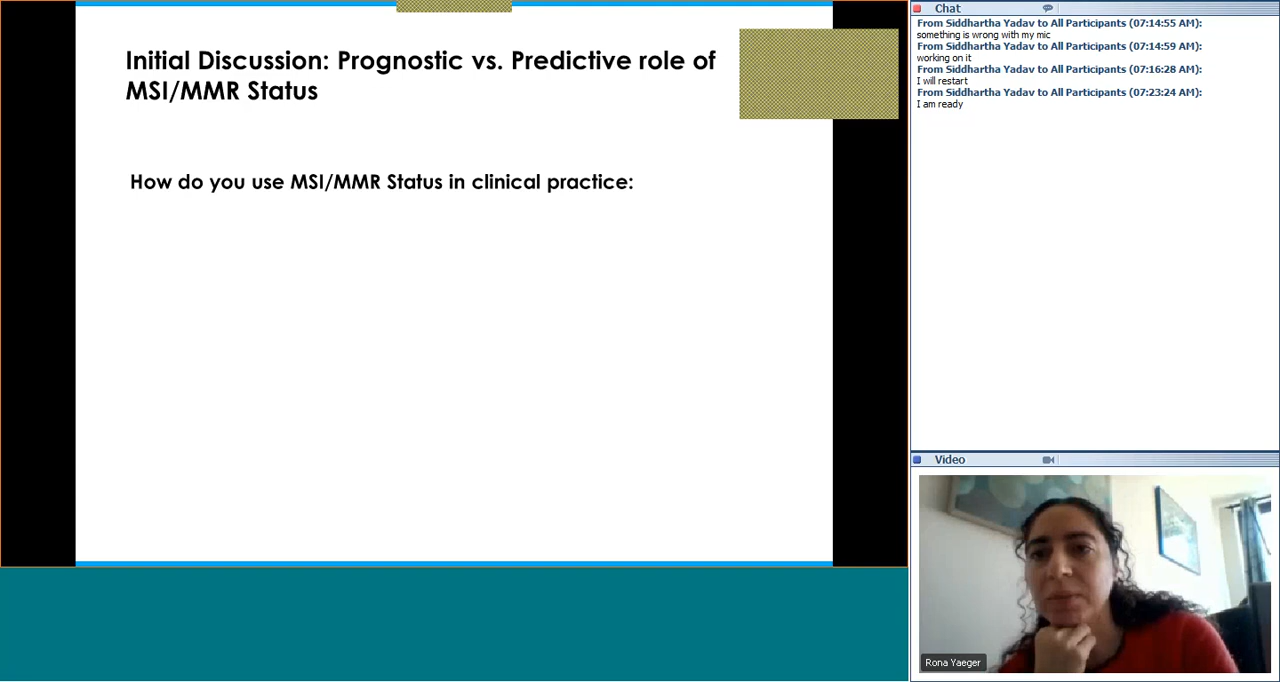 Initial Discussion: Prognostic vs. Predictive role of
MSI/MMR Status
How do you use MSI/MMR Status in clinical practice:
Chat
From Siddhartha Yadav to All Participants (07:14:55 AM):
something is wrong with my mic
From Siddhartha Yadav to All Participants (07:14:59 AM):
working on it
From Siddhartha Yadav to All Participants (07:16:28 AM):
I will restart
From Siddhartha Yadav to All Participants (07:23:24 AM):
I am ready
Video
Rona Yaeger